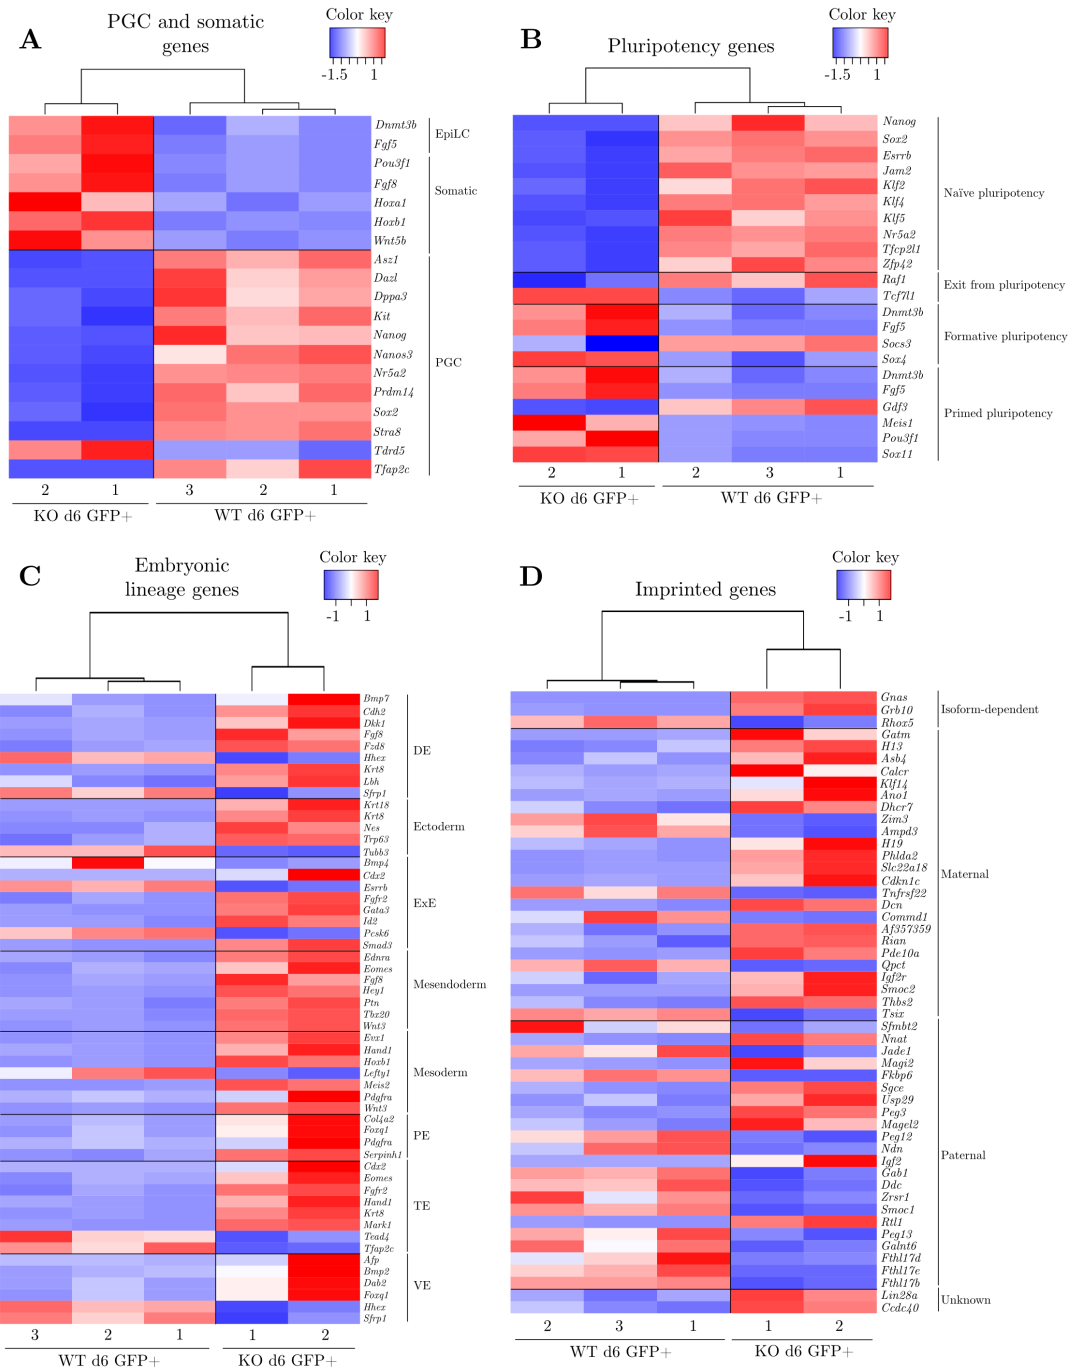 A
PGC and somatic
genes
Color key
-1.5
1
Dnmt3b
Fgf5
Pou3f1
Fgf8
Hoxa1
Hoxb1
Wnt5b
Asz1
Dazl
Dppa3
Kit
Nanog
Nanos3
Nr5a2
Prdm14
Sox2
Stra8
Tdrd5
Tfap2c
EpiLC
Somatic
PGC
2 1 3 2 1
KO d6 GFP+
WT d6 GFP+
B
Pluripotency genes
Color key
-1.5
1
Nanog
Sox2
Esrrb
Jam2
Klf2
Klf4
Klf5
Nr5a2
Tfcp2l1
Zfp42
Raf1
Tcf7l1
Dnmt3b
Fgf5
Socs3
Sox4
Dnmt3b
Fgf5
Gdf3
Meis1
Pou3f1
Sox11
Naïve pluripotency
Exit from pluripotency
Formative pluripotency
Primed pluripotency
2 1 2 3 1
KO d6 GFP+
WT d6 GFP+
C
Embryonic
lineage genes
Color key
-1
1
Bmp7
Cdh2
Dkk1
Fgf8
Fzd8
Hhex
Krt8
Lbh
Sfrp1
Krt18
Krt8
Nes
Trp63
Tubb3
Bmp4
Cdx2
Esrrb
Fgfr2
Gata3
Id2
Pcsk6
Smad3
Ednra
Eomes
Fgf8
Hey1
Ptn
Tbx20
Wnt3
Evx1
Hand1
Hoxb1
Lefty1
Meis2
Pdgfra
Wnt3
Col4a2
Foxq1
Pdgfra
Serpinh1
Cdx2
Eomes
Fgfr2
Hand1
Krt8
Mark1
Tead4
Tfap2c
Afp
Bmp2
Dab2
Foxq1
Hhex
Sfrp1
DE
Ectoderm
ExE
Mesendoderm
Mesoderm
PE
TE
VE
3 2 1 1 2
WT d6 GFP+
KO d6 GFP+
D
Imprinted genes
Color key
-1
1
Gnas
Grb10
Rhox5
Gatm
H13
Asb4
Calcr
Klf14
Ano1
Dhcr7
Zim3
Ampd3
H19
Phlda2
Slc22a18
Cdkn1c
Tnfrsf22
Dcn
Commd1
Af357359
Rian
Pde10a
Qpct
Igf2r
Smoc2
Thbs2
Tsix
Sfmbt2
Nnat
Jade1
Magi2
Fkbp6
Sgce
Usp29
Peg3
Magel2
Peg12
Ndn
Igf2
Gab1
Ddc
Zrsr1
Smoc1
Rtl1
Peg13
Galnt6
Fthl17d
Fthl17e
Fthl17b
Lin28a
Ccdc40
Isoform-dependent
Maternal
Paternal
Unknown
2 3 1 1 2
WT d6 GFP+
KO d6 GFP+